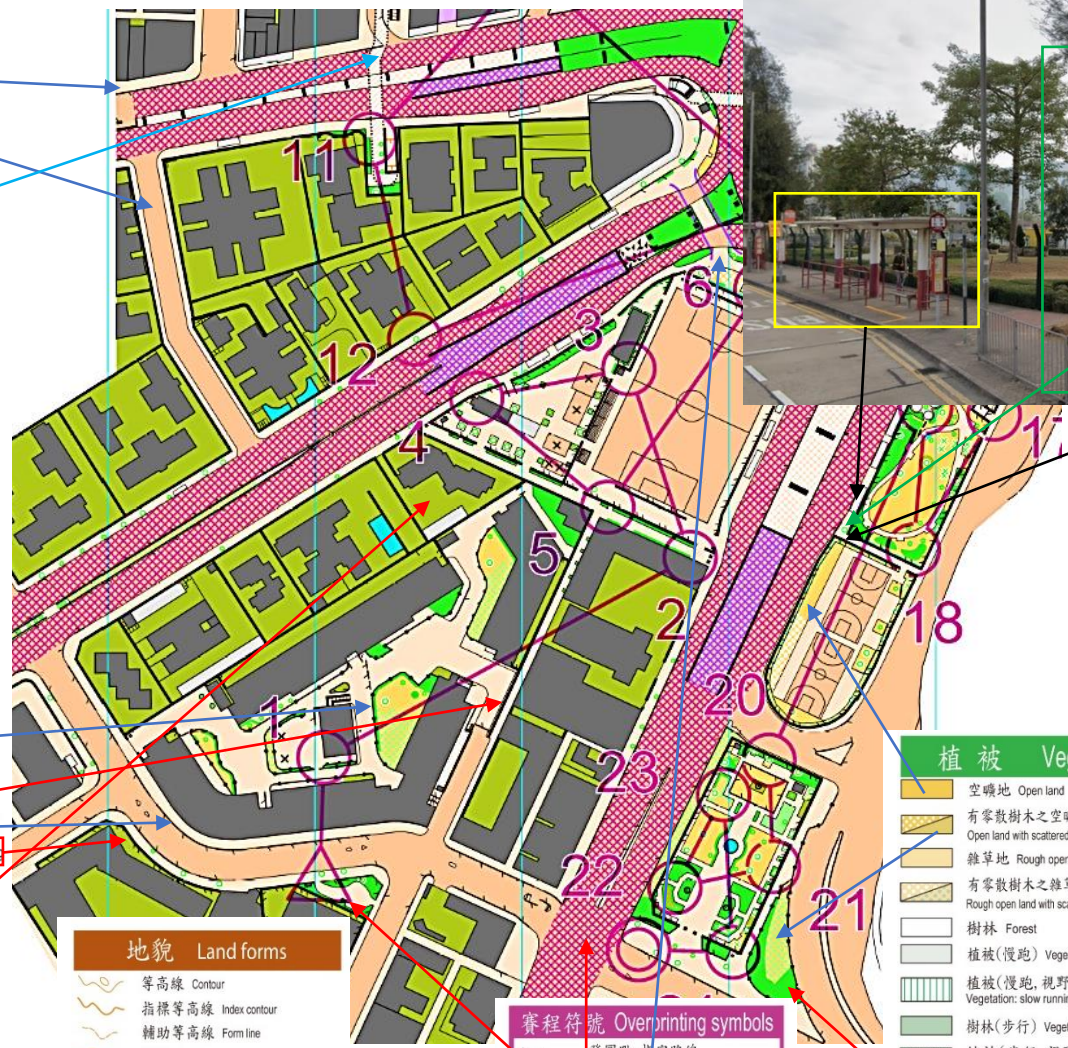 11
6
3
12
4
17
5
2
18
1
20
23
22
21
植被
空曠地 Open land
有零散樹木之空曠
Open land with scattered
雜草地 Rough open
有零散樹木之雜草
Rough open land with sca
樹林 Forest
植被(慢跑) Vege
植被(慢跑, 視野
Vegetation: slow runnin
樹林(步行) Veget
地貌 Land forms
等高線 Contour
指標等高線 Index contour
輔助等高線 Form line
賽程符號 Overprinting symbols